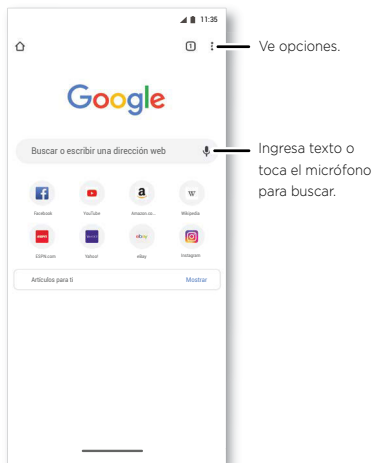 11:35
1
Ve opciones.
Google
Buscar o escribir una dirección web
Ingresa texto o
toca el micrófono
para buscar.
Facebook YouTube Amazon co... Wikipedia
ESPN.com Yahoo! eBay Instagram
Artículos para ti Mostrar